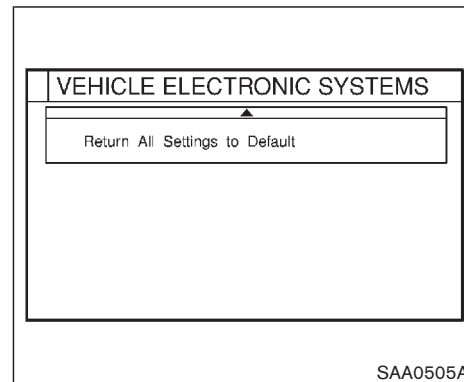 VEHICLE ELECTRONIC SYSTEMS
Return All Settings to Default
SAA0505A